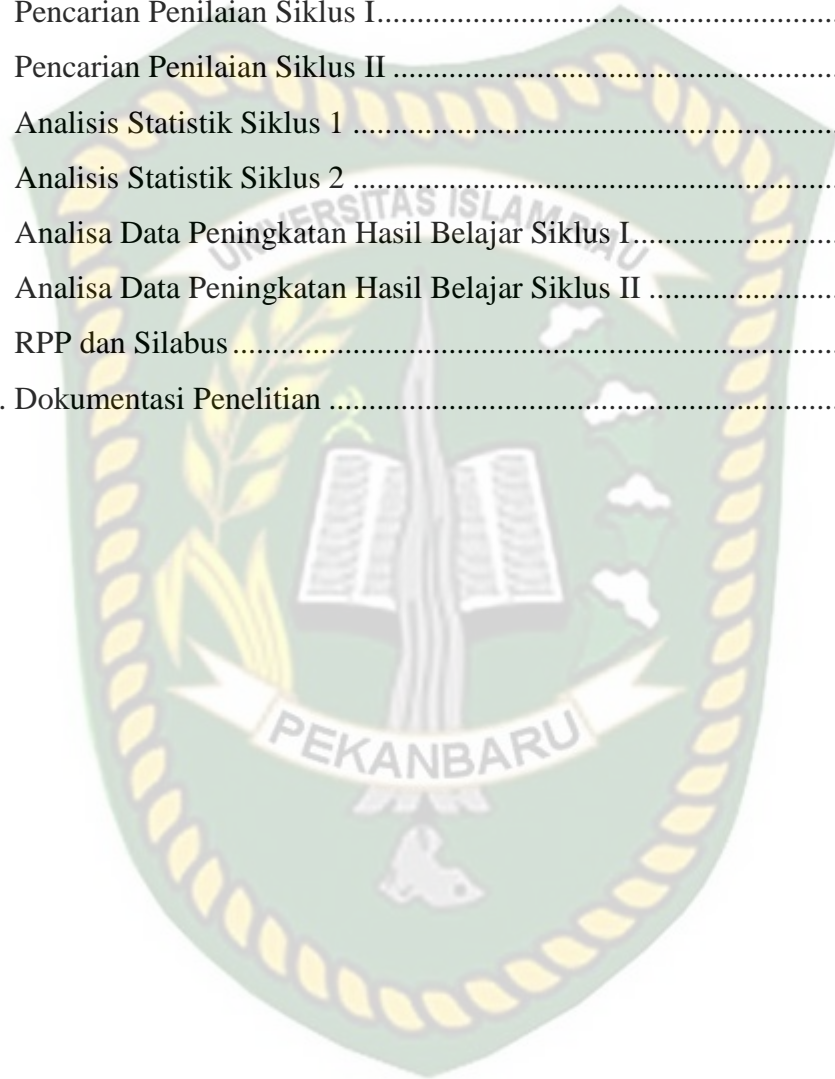 Pencarian Penilaian Siklus I........................................................................
Pencarian Penilaian Siklus II ......................................................................
Analisis Statistik Siklus 1 ...........................................................................
Analisis Statistik Siklus 2 ...........................................................................
UNIVERSITAS ISLAM RIAU
Analisa Data Peningkatan Hasil Belajar Siklus I................................
Analisa Data Peningkatan Hasil Belajar Siklus II ..............................
RPP dan Silabus..............................................................................................
. Dokumentasi Penelitian ...............................................................................
PEKANBARU